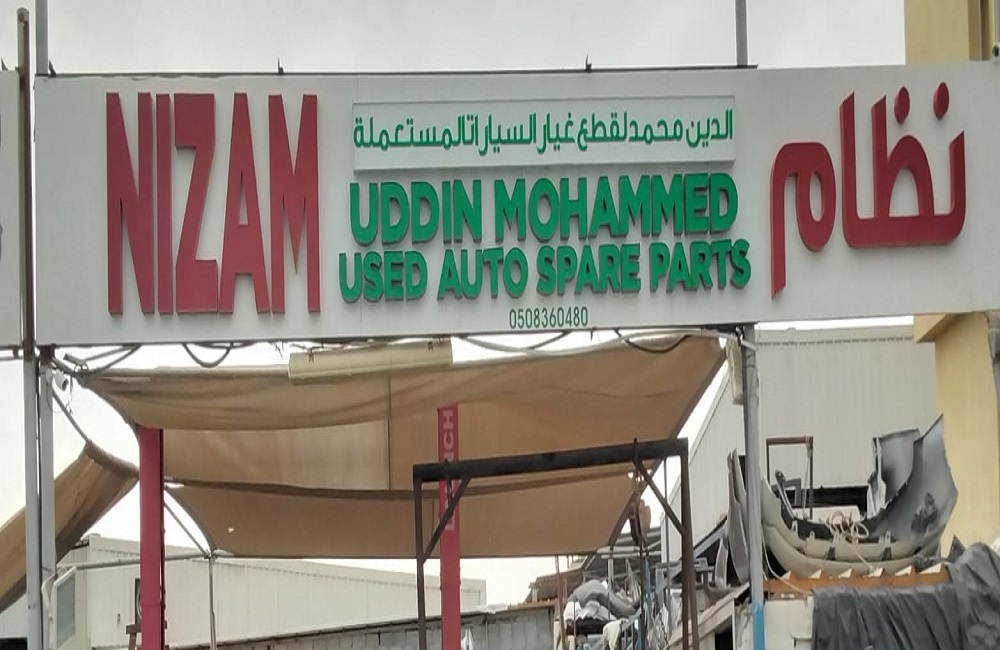 NIZAM
الدين محمد لقطع غيار السيارات المستعملة
نظام
UDDIN MOHAMMED
USED AUTO SPARE PARTS
0508360480